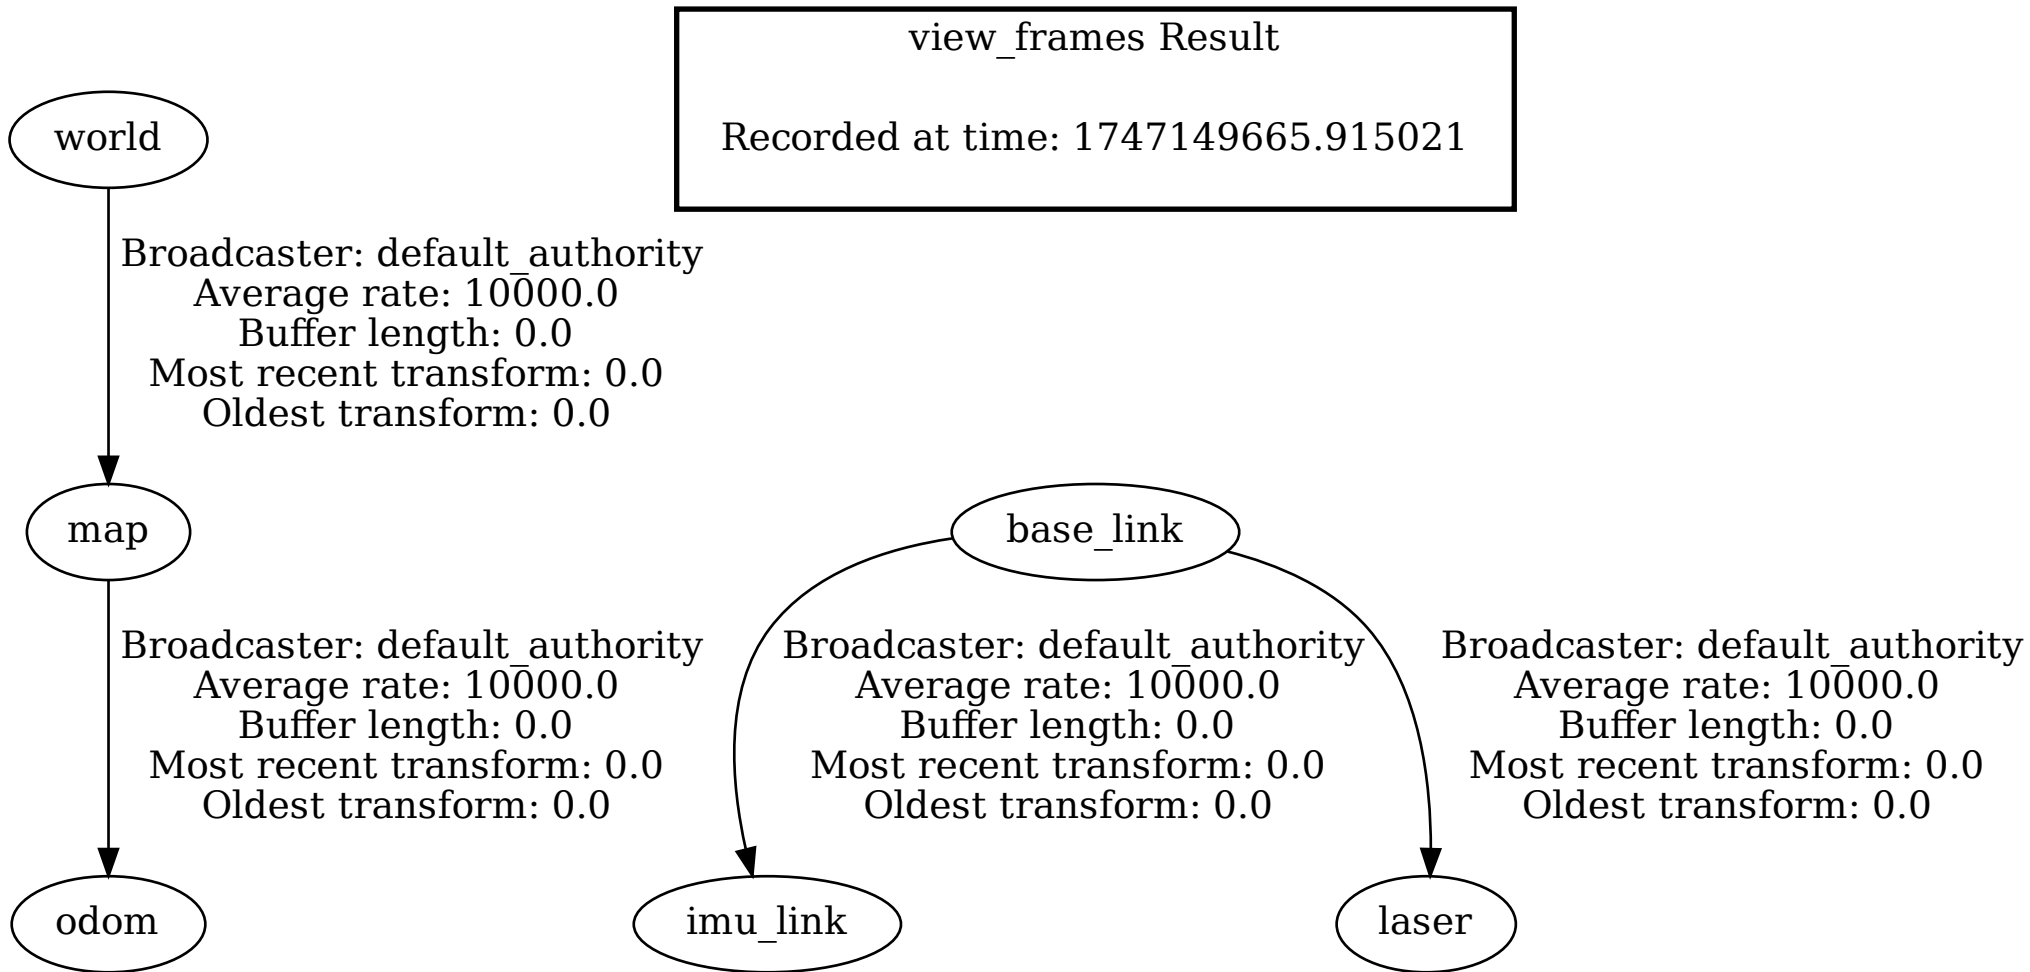 view_frames Result
Recorded at time: 1747149665.915021
world
Broadcaster: default_authority
Average rate: 10000.0
Buffer length: 0.0
Most recent transform: 0.0
Oldest transform: 0.0
map
base_link
Broadcaster: default_authority
Average rate: 10000.0
Buffer length: 0.0
Most recent transform: 0.0
Oldest transform: 0.0
Broadcaster: default_authority
Average rate: 10000.0
Buffer length: 0.0
Most recent transform: 0.0
Oldest transform: 0.0
Broadcaster: default_authority
Average rate: 10000.0
Buffer length: 0.0
Most recent transform: 0.0
Oldest transform: 0.0
odom
imu_link
laser